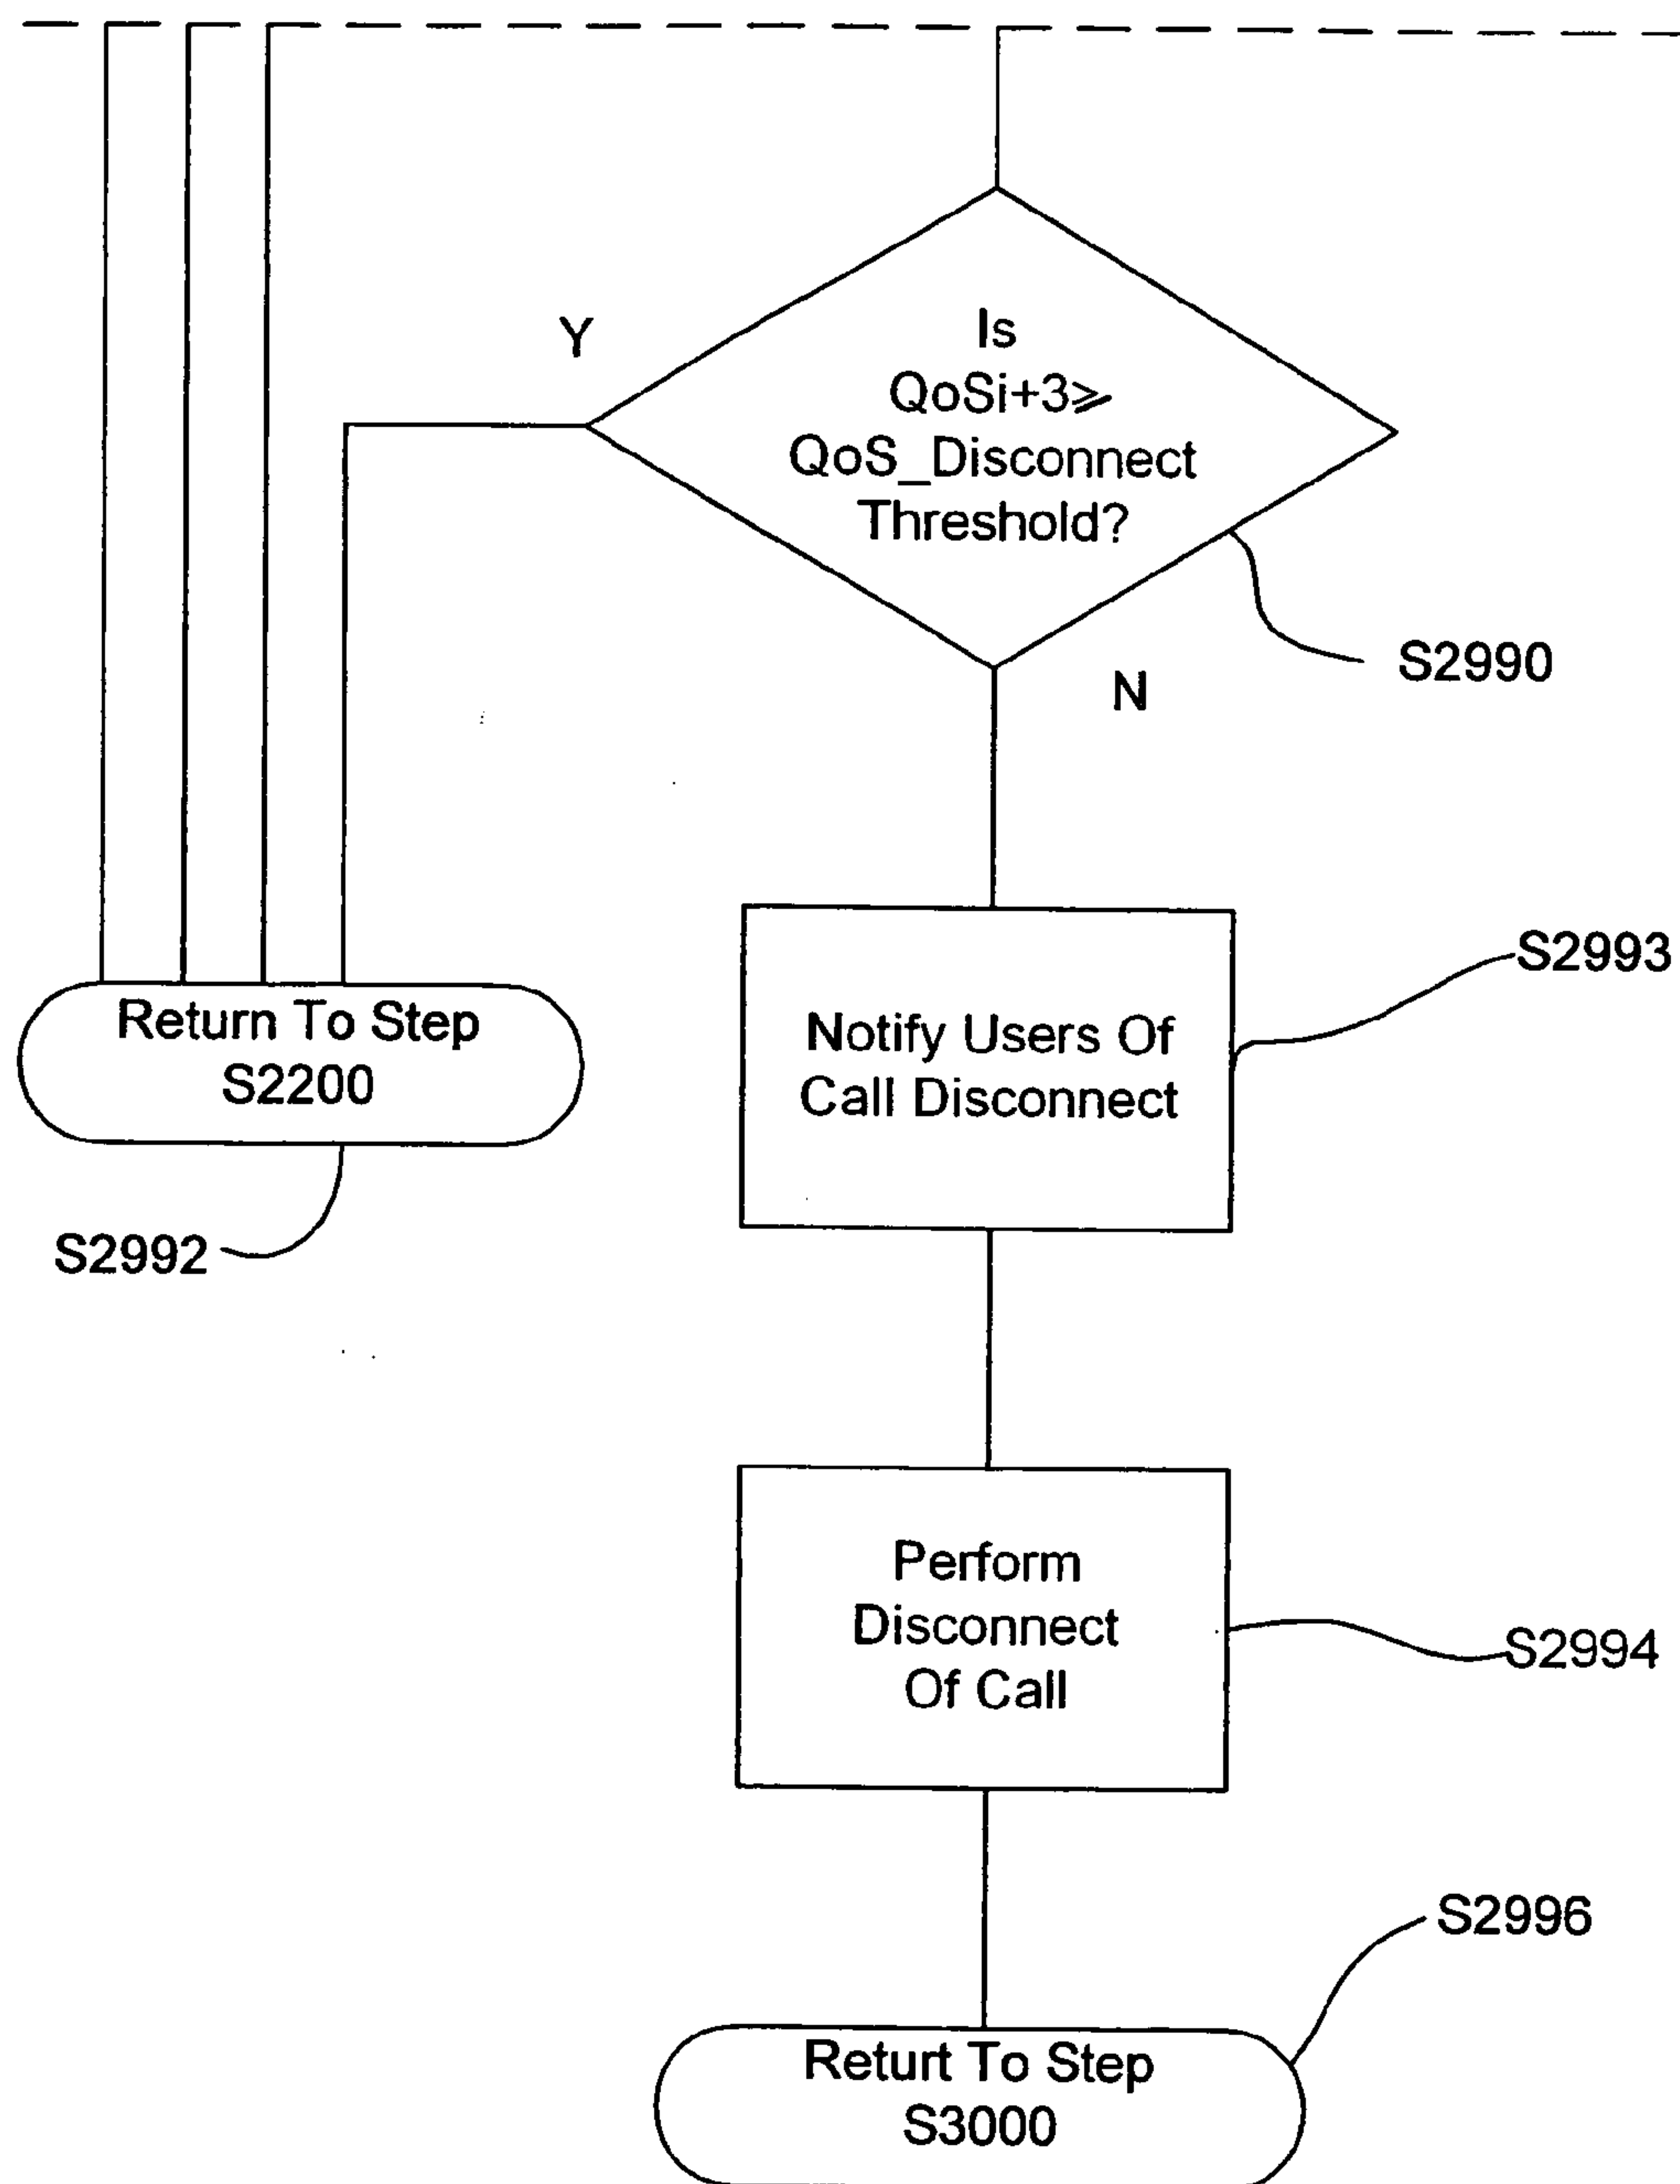 Y
Is
QoSi+3⩾
QoS_Disconnect
Threshold?
S2990
N
S2993
Notify Users Of
Call Disconnect
Return To Step
S2200
S2992
Perform
Disconnect
Of Call
S2994
S2996
Returt To Step
S3000